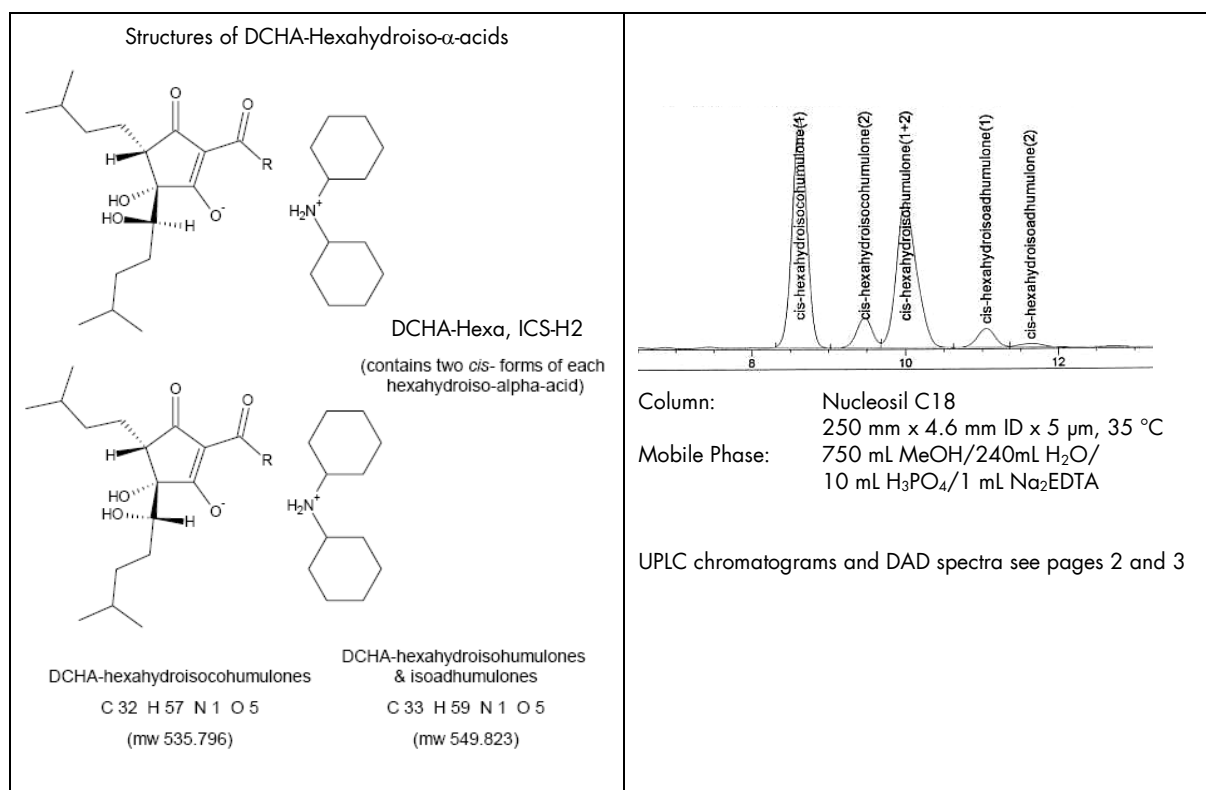 Structures of DCHA-Hexahydroiso-α-acids
O
O
H
R
HO
HO
H
O-
H2N+
DCHA-Hexa, ICS-H2
(contains two cis- forms of each
hexahydroiso-alpha-acid)
O
O
H
R
HO
HO
H
O-
H2N+
DCHA-hexahydroisocohumulones
C 32 H 57 N 1 O 5
(mw 535.796)
DCHA-hexahydroisohumulones
& isoadhumulones
C 33 H 59 N 1 O 5
(mw 549.823)
cis-hexahydroisocohumulone(1)
cis-hexahydroisocohumulone(2)
cis-hexahydroisohumulone(1+2)
cis-hexahydroisoadhumulone(1)
cis-hexahydroisoadhumulone(2)
8 10 12
Column: Nucleosil C18
250 mm x 4.6 mm ID x 5 µm, 35 °C
Mobile Phase: 750 mL MeOH/240mL H2O/
10 mL H3PO4/1 mL Na2EDTA
UPLC chromatograms and DAD spectra see pages 2 and 3